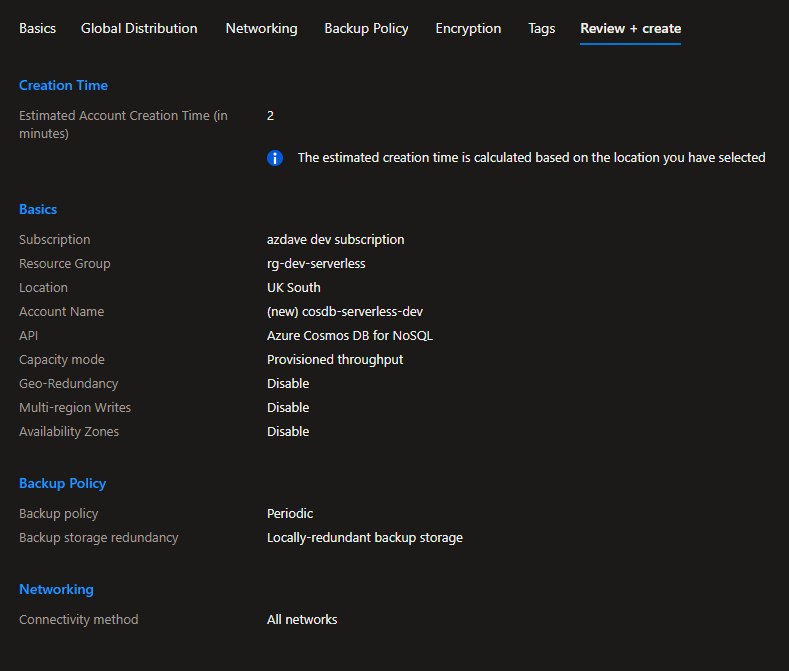 Basics Global Distribution Networking Backup Policy Encryption Tags Review + create
Creation Time
Estimated Account Creation Time (in minutes) 2
The estimated creation time is calculated based on the location you have selected
Basics
Subscription azdave dev subscription
Resource Group rg-dev-serverless
Location UK South
Account Name (new) cosdb-serverless-dev
API Azure Cosmos DB for NoSQL
Capacity mode Provisioned throughput
Geo-Redundancy Disable
Multi-region Writes Disable
Availability Zones Disable
Backup Policy
Backup policy Periodic
Backup storage redundancy Locally-redundant backup storage
Networking
Connectivity method All networks